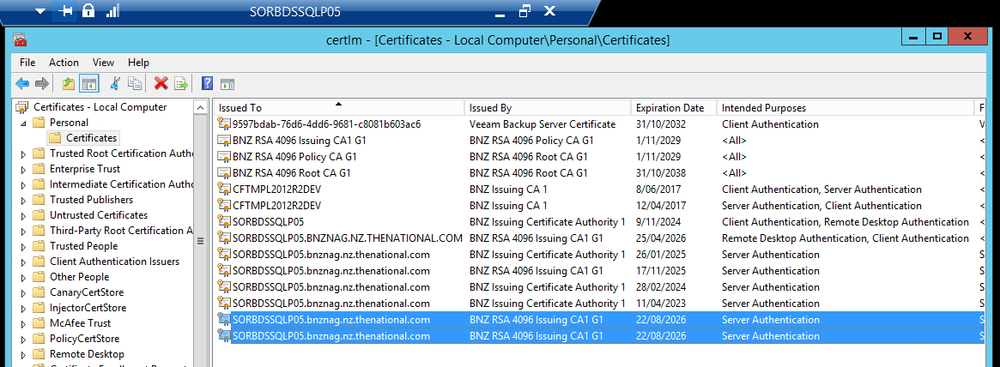 SORBDSSQLP05
certlm - [Certificates - Local Computer\Personal\Certificates]
File Action View Help
Certificates - Local Computer
Personal
Certificates
Trusted Root Certification Autho
Enterprise Trust
Intermediate Certification Autho
Trusted Publishers
Untrusted Certificates
Third-Party Root Certification A
Trusted People
Client Authentication Issuers
Other People
CanaryCertStore
InjectorCertStore
McAfee Trust
PolicyCertStore
Remote Desktop
Issued To Issued By Expiration Date Intended Purposes F
9597bdab-76d6-4dd6-9681-c8081b603ac6 Veeam Backup Server Certificate 31/10/2032 Client Authentication V
BNZ RSA 4096 Issuing CA1 G1 BNZ RSA 4096 Policy CA G1 1/11/2029 <All> <
BNZ RSA 4096 Policy CA G1 BNZ RSA 4096 Root CA G1 1/11/2029 <All> <
BNZ RSA 4096 Root CA G1 BNZ RSA 4096 Root CA G1 31/10/2038 <All> <
CFTMPL2012R2DEV BNZ Issuing CA 1 8/06/2017 Client Authentication, Server Authentication <
CFTMPL2012R2DEV BNZ Issuing CA 1 12/04/2017 Server Authentication, Client Authentication <
SORBDSSQLP05 BNZ Issuing Certificate Authority 1 9/11/2024 Client Authentication, Remote Desktop Authentication <
SORBDSSQLP05.BNZNAG.NZ.THENATIONAL.COM BNZ RSA 4096 Issuing CA1 G1 25/04/2026 Remote Desktop Authentication, Client Authentication <
SORBDSSQLP05.bnznag.nz.thenational.com BNZ Issuing Certificate Authority 1 26/01/2025 Server Authentication S
SORBDSSQLP05.bnznag.nz.thenational.com BNZ RSA 4096 Issuing CA1 G1 17/11/2025 Server Authentication S
SORBDSSQLP05.bnznag.nz.thenational.com BNZ Issuing Certificate Authority 1 28/02/2024 Server Authentication S
SORBDSSQLP05.bnznag.nz.thenational.com BNZ Issuing Certificate Authority 1 11/04/2023 Server Authentication S
SORBDSSQLP05.bnznag.nz.thenational.com BNZ RSA 4096 Issuing CA1 G1 22/08/2026 Server Authentication S
SORBDSSQLP05.bnznag.nz.thenational.com BNZ RSA 4096 Issuing CA1 G1 22/08/2026 Server Authentication S